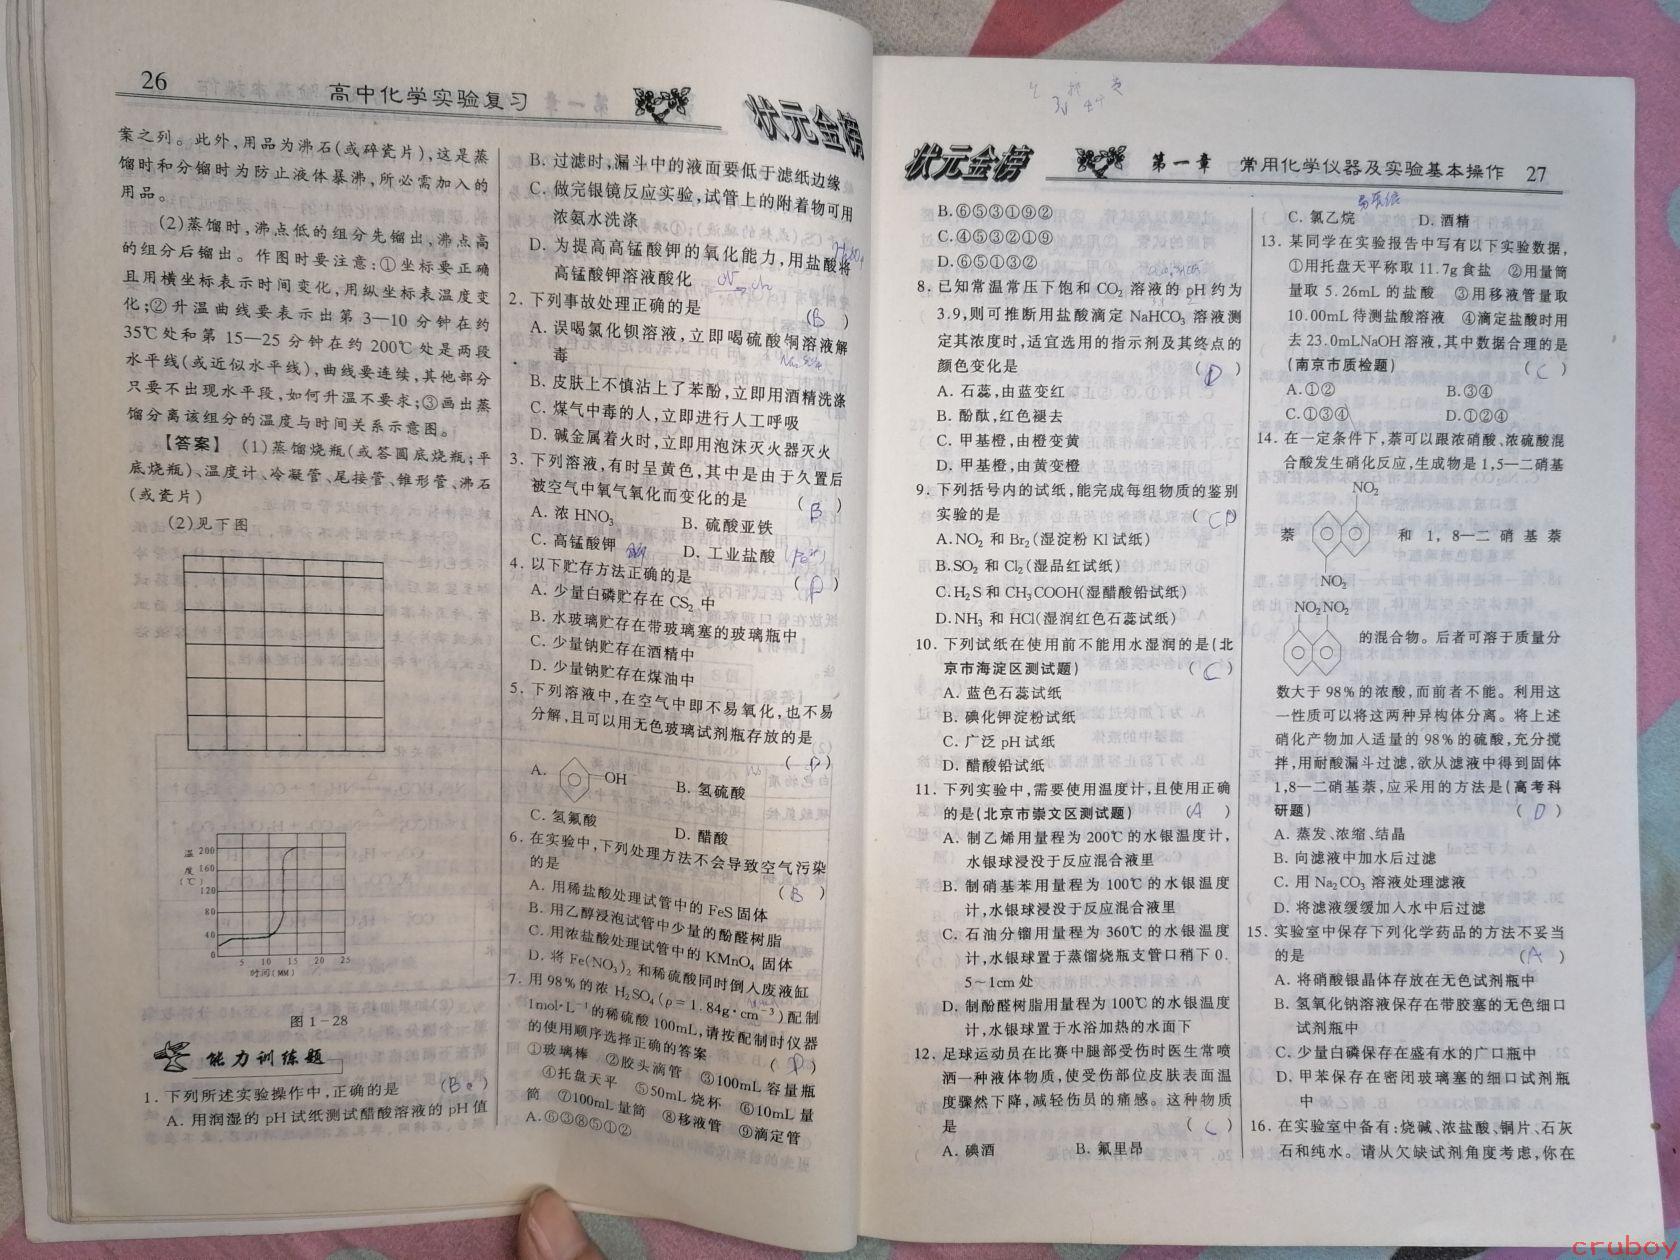 26 高中化学实验复习 状元金榜
案之列。此外,用品为沸石(或碎瓷片),这是蒸
馏时和分馏时为防止液体暴沸,所必需加入的
用品。
(2)蒸馏时,沸点低的组分先馏出,沸点高
的组分后馏出。作图时要注意:①坐标要正确
且用横坐标表示时间变化,用纵坐标表温度变
化;②升温曲线要表示出第3—10分钟在约
35℃处和第15—25分钟在约200℃处是两段
水平线(或近似水平线),曲线要连续,其他部分
只要不出现水平段,如何升温不要求;③画出蒸
馏分离该组分的温度与时间关系示意图。
【答案】 (1)蒸馏烧瓶(或答圆底烧瓶;平
底烧瓶)、温度计、冷凝管、尾接管、锥形管、沸石
(或瓷片)
(2)见下图
温度(℃)
200
160
120
80
40
0
5 10 15 20 25
时间(MM)
图1-28
能力训练题
1. 下列所述实验操作中,正确的是 (Bc)
A. 用润湿的pH试纸测试醋酸溶液的pH值
B. 过滤时,漏斗中的液面要低于滤纸边缘
C. 做完银镜反应实验,试管上的附着物可用
浓氨水洗涤
D. 为提高高锰酸钾的氧化能力,用盐酸将
高锰酸钾溶液酸化
2. 下列事故处理正确的是 (B)
A. 误喝氯化钡溶液,立即喝硫酸铜溶液解
毒
B. 皮肤上不慎沾上了苯酚,立即用酒精洗涤
C. 煤气中毒的人,立即进行人工呼吸
D. 碱金属着火时,立即用泡沫灭火器灭火
3. 下列溶液,有时呈黄色,其中是由于久置后
被空气中氧气氧化而变化的是 (B)
A. 浓HNO₃ B. 硫酸亚铁
C. 高锰酸钾 D. 工业盐酸
4. 以下贮存方法正确的是 (D)
A. 少量白磷贮存在CS₂中
B. 水玻璃贮存在带玻璃塞的玻璃瓶中
C. 少量钠贮存在酒精中
D. 少量钠贮存在煤油中
5. 下列溶液中,在空气中即不易氧化,也不易
分解,且可以用无色玻璃试剂瓶存放的是
(D)
A. OH B. 氢硫酸
C. 氢氟酸 D. 醋酸
6. 在实验中,下列处理方法不会导致空气污染
的是 (B)
A. 用稀盐酸处理试管中的FeS固体
B. 用乙醇浸泡试管中少量的酚醛树脂
C. 用浓盐酸处理试管中的KMnO₄固体
D. 将Fe(NO₃)₂和稀硫酸同时倒入废液缸
7. 用98%的浓H₂SO₄(ρ=1.84g·cm⁻³)配制
1mol·L⁻¹的稀硫酸100mL,请按配制时仪器
的使用顺序选择正确的答案 (D)
①玻璃棒 ②胶头滴管 ③100mL容量瓶
④托盘天平 ⑤50mL烧杯 ⑥10mL量
筒 ⑦100mL量筒 ⑧移液管 ⑨滴定管
A.⑥③⑧⑤①②
状元金榜 第一章 常用化学仪器及实验基本操作 27
B.⑥⑤③①⑨②
C.④⑤③②①⑨
D.⑥⑤①③②
8. 已知常温常压下饱和CO₂溶液的pH约为
3.9,则可推断用盐酸滴定NaHCO₃溶液测
定其浓度时,适宜选用的指示剂及其终点的
颜色变化是 (D)
A. 石蕊,由蓝变红
B. 酚酞,红色褪去
C. 甲基橙,由橙变黄
D. 甲基橙,由黄变橙
9. 下列括号内的试纸,能完成每组物质的鉴别
实验的是 (CD)
A.NO₂和Br₂(湿淀粉KI试纸)
B.SO₂和Cl₂(湿品红试纸)
C.H₂S和CH₃COOH(湿醋酸铅试纸)
D.NH₃和HCl(湿润红色石蕊试纸)
10. 下列试纸在使用前不能用水湿润的是(北
京市海淀区测试题) (C)
A. 蓝色石蕊试纸
B. 碘化钾淀粉试纸
C. 广泛pH试纸
D. 醋酸铅试纸
11. 下列实验中,需要使用温度计,且使用正确
的是(北京市崇文区测试题) (A)
A. 制乙烯用量程为200℃的水银温度计,
水银球浸没于反应混合液里
B. 制硝基苯用量程为100℃的水银温度
计,水银球浸没于反应混合液里
C. 石油分馏用量程为360℃的水银温度
计,水银球置于蒸馏烧瓶支管口稍下0.
5~1cm处
D. 制酚醛树脂用量程为100℃的水银温度
计,水银球置于水浴加热的水面下
12. 足球运动员在比赛中腿部受伤时医生常喷
洒一种液体物质,使受伤部位皮肤表面温
度骤然下降,减轻伤员的痛感。这种物质
是 (C)
A. 碘酒 B. 氟里昂
C. 氯乙烷 D. 酒精
13. 某同学在实验报告中写有以下实验数据,
①用托盘天平称取11.7g食盐 ②用量筒
量取5.26mL的盐酸 ③用移液管量取
10.00mL待测盐酸溶液 ④滴定盐酸时用
去23.0mLNaOH溶液,其中数据合理的是
(南京市质检题) (C)
A.①② B.③④
C.①③④ D.①②④
14. 在一定条件下,萘可以跟浓硝酸、浓硫酸混
合酸发生硝化反应,生成物是1,5—二硝基
NO₂
萘 和1,8—二硝基萘
NO₂
NO₂NO₂
的混合物。后者可溶于质量分
数大于98%的浓酸,而前者不能。利用这
一性质可以将这两种异构体分离。将上述
硝化产物加入适量的98%的硫酸,充分搅
拌,用耐酸漏斗过滤,欲从滤液中得到固体
1,8—二硝基萘,应采用的方法是(高考科
研题) (D)
A. 蒸发、浓缩、结晶
B. 向滤液中加水后过滤
C. 用Na₂CO₃溶液处理滤液
D. 将滤液缓缓加入水中后过滤
15. 实验室中保存下列化学药品的方法不妥当
的是 (A)
A. 将硝酸银晶体存放在无色试剂瓶中
B. 氢氧化钠溶液保存在带胶塞的无色细口
试剂瓶中
C. 少量白磷保存在盛有水的广口瓶中
D. 甲苯保存在密闭玻璃塞的细口试剂瓶
中
16. 在实验室中备有:烧碱、浓盐酸、铜片、石灰
石和纯水。请从欠缺试剂角度考虑,你在
cruboy